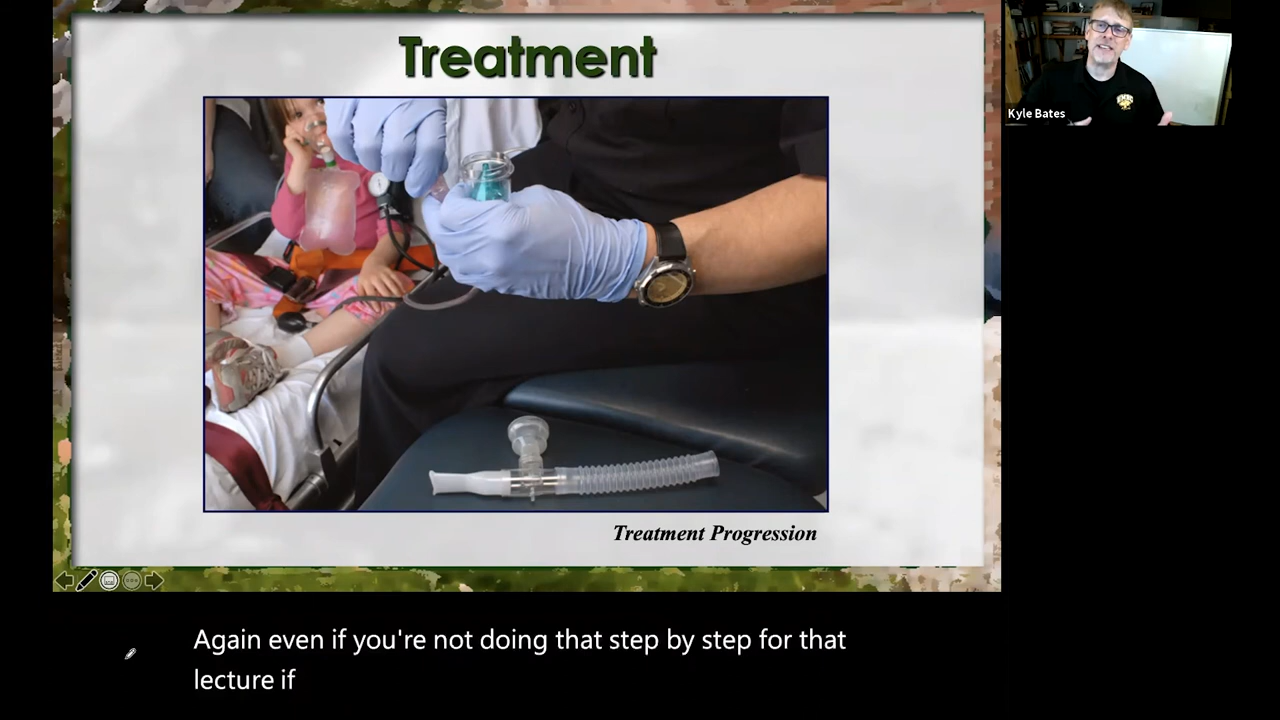 Treatment
Kyle Bates
Treatment Progression
Again even if you're not doing that step by step for that
lecture if